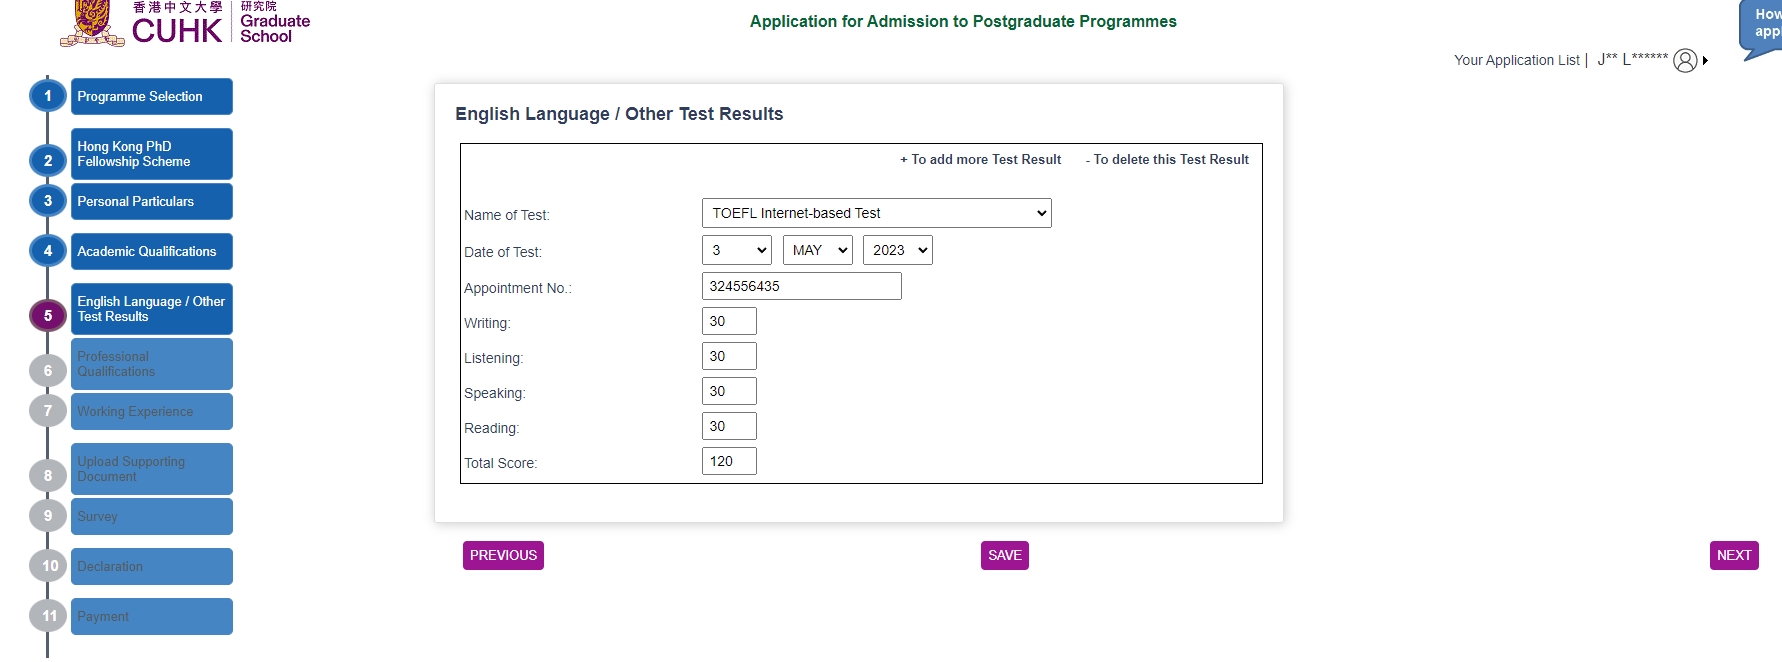 香港中文大學 研究院
CUHK Graduate School
Application for Admission to Postgraduate Programmes
How
appl
Your Application List | J** L******
1 Programme Selection
2 Hong Kong PhD
Fellowship Scheme
3 Personal Particulars
4 Academic Qualifications
5 English Language / Other
Test Results
6 Professional
Qualifications
7 Working Experience
8 Upload Supporting
Document
9 Survey
10 Declaration
11 Payment
English Language / Other Test Results
+ To add more Test Result - To delete this Test Result
Name of Test: TOEFL Internet-based Test
Date of Test: 3 MAY 2023
Appointment No.: 324556435
Writing: 30
Listening: 30
Speaking: 30
Reading: 30
Total Score: 120
PREVIOUS SAVE NEXT